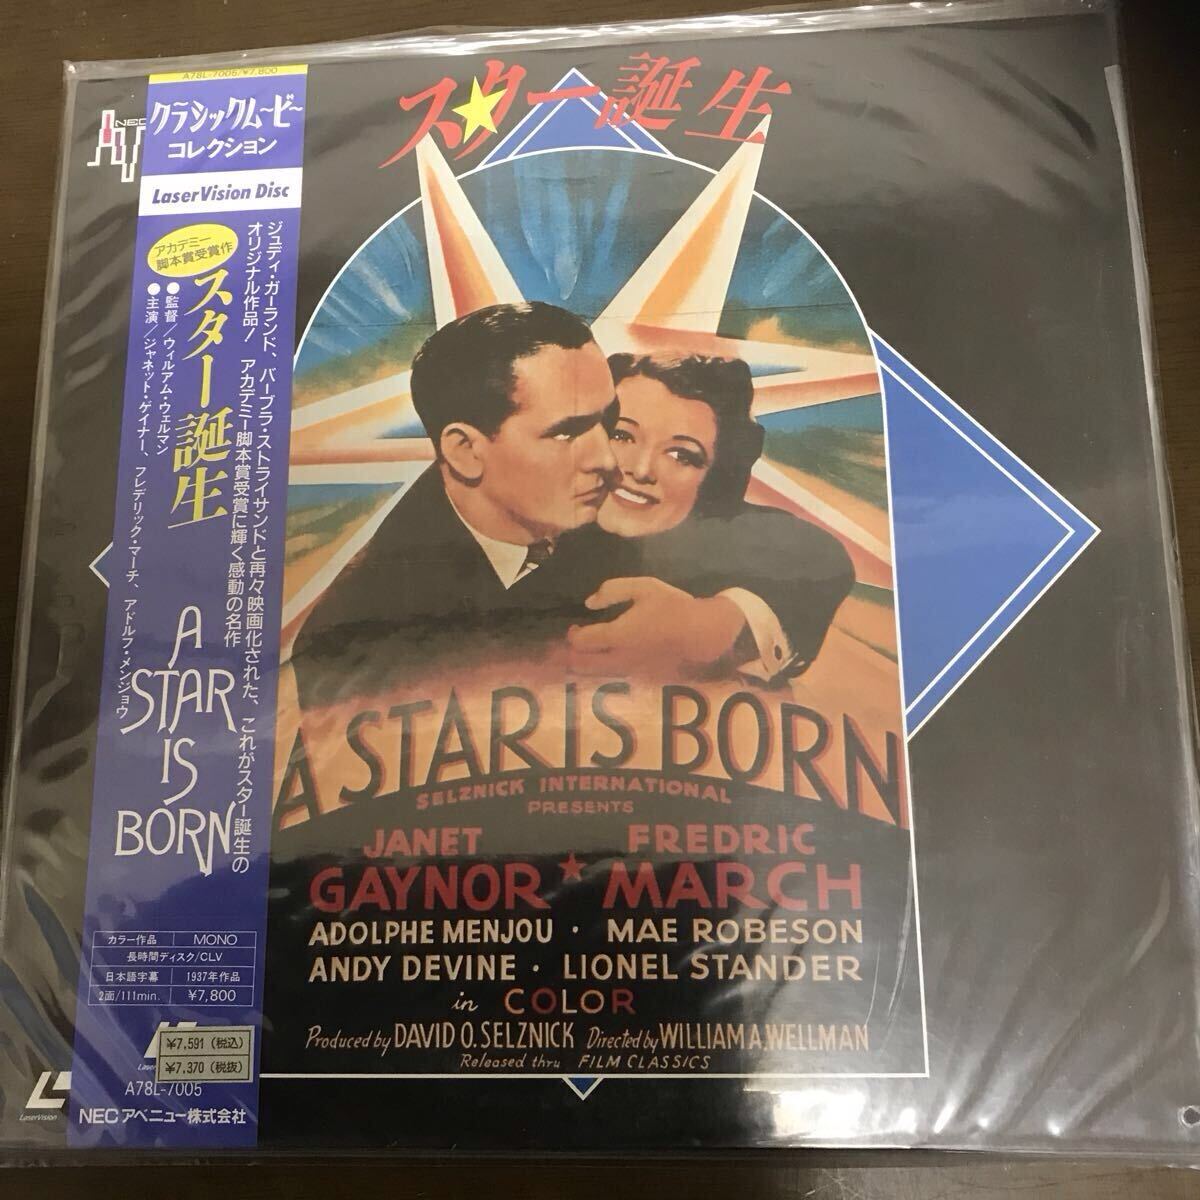 A78L-7005/¥7,800
NEC
AV
クラシックム〜ビ〜
コレクション
LaserVision Disc
アカデミー
脚本賞受賞作
スター誕生
ジュディ・ガーランド、バーブラ・ストライサンドと再々映画化された、これがスター誕生の
オリジナル作品! アカデミー脚本賞受賞に輝く感動の名作
●監督/ウィルアム・ウェルマン
●主演/ジャネット・ゲイナー、フレデリック・マーチ、アドルフ・メンジョウ
A
STAR
IS
BORN
カラー作品 MONO
長時間ディスク/CLV
日本語字幕 1937年作品
2面/111min. ¥7,800
¥7,591 (税込)
¥7,370 (税抜)
LaserVision
A78L-7005
NECアベニュー株式会社
スター誕生
A STAR IS BORN
SELZNICK INTERNATIONAL
PRESENTS
JANET FREDRIC
GAYNOR ★ MARCH
ADOLPHE MENJOU · MAE ROBESON
ANDY DEVINE · LIONEL STANDER
in COLOR
Produced by DAVID O. SELZNICK Directed by WILLIAM A. WELLMAN
Released thru FILM CLASSICS